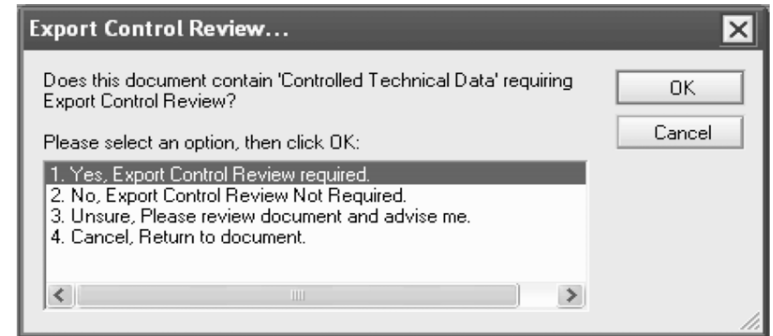 Export Control Review...
Does this document contain 'Controlled Technical Data' requiring
Export Control Review?
OK
Cancel
Please select an option, then click OK:
1. Yes, Export Control Review required.
2. No, Export Control Review Not Required.
3. Unsure, Please review document and advise me.
4. Cancel, Return to document.